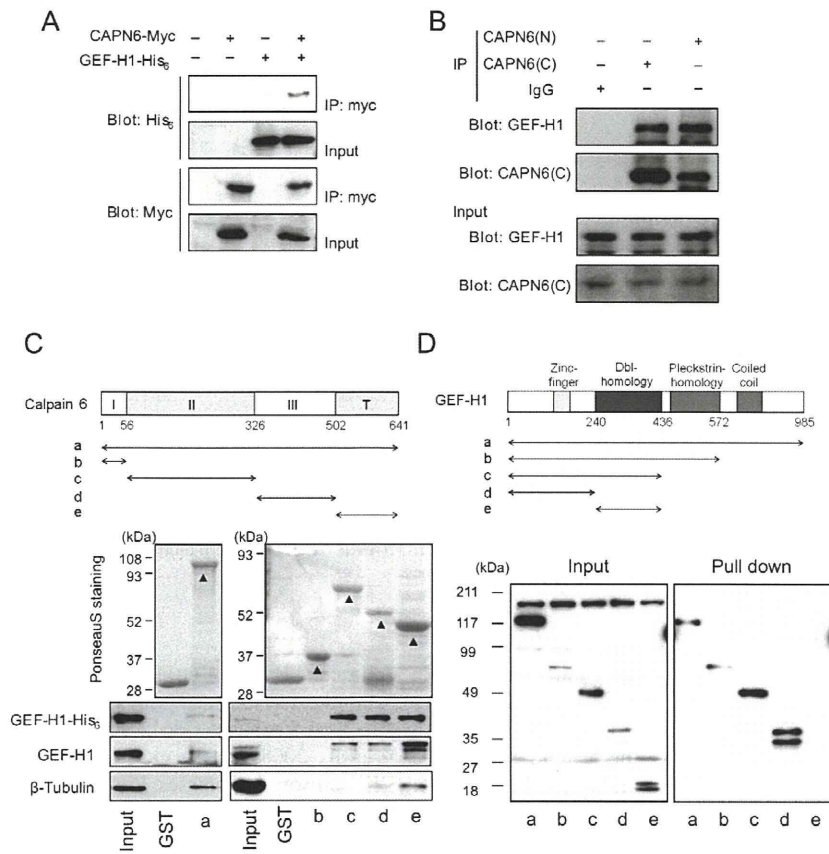 A
CAPN6-Myc – + – +
GEF-H1-His6 – – + +
Blot: His6
IP: myc
Input
Blot: Myc
IP: myc
Input
B
IP
CAPN6(N) – – +
CAPN6(C) – + –
IgG + – –
Blot: GEF-H1
Blot: CAPN6(C)
Input
Blot: GEF-H1
Blot: CAPN6(C)
C
Calpain 6
I II III T
1 56 326 502 641
a
b
c
d
e
(kDa) (kDa)
PonseauS staining
108
93
52
37
28
93
52
37
28
GEF-H1-His6
GEF-H1
β-Tubulin
Input GST a Input GST b c d e
D
Zinc-finger
Dbl-homology
Pleckstrin-homology
Coiled coil
GEF-H1
1 240 436 572 985
a
b
c
d
e
(kDa) Input Pull down
211
117
99
49
35
27
18
a b c d e a b c d e